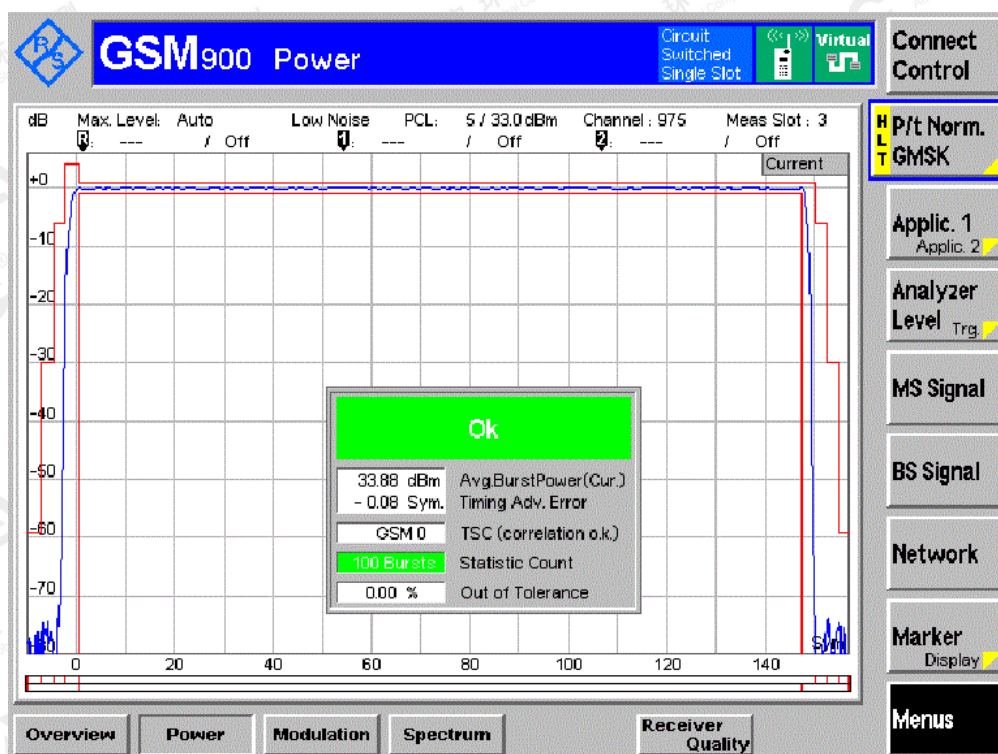 R&S
GSM900 Power
Circuit Switched Single Slot
Virtual
Connect Control
dB Max. Level: Auto Low Noise PCL: 5 / 33.0 dBm Channel : 975 Meas Slot : 3
R: --- / Off 1: --- / Off 2: --- / Off
HLT
P/t Norm. GMSK
Current
+0
-10
-20
-30
-40
-50
-60
-70
Ok
33.88 dBm Avg.BurstPower(Cur.)
- 0.08 Sym. Timing Adv. Error
GSM 0 TSC (correlation o.k.)
100 Bursts Statistic Count
0.00 % Out of Tolerance
0 20 40 60 80 100 120 140
Applic. 1
Applic. 2
Analyzer Level Trg.
MS Signal
BS Signal
Network
Marker
Display
Menus
Overview Power Modulation Spectrum Receiver Quality